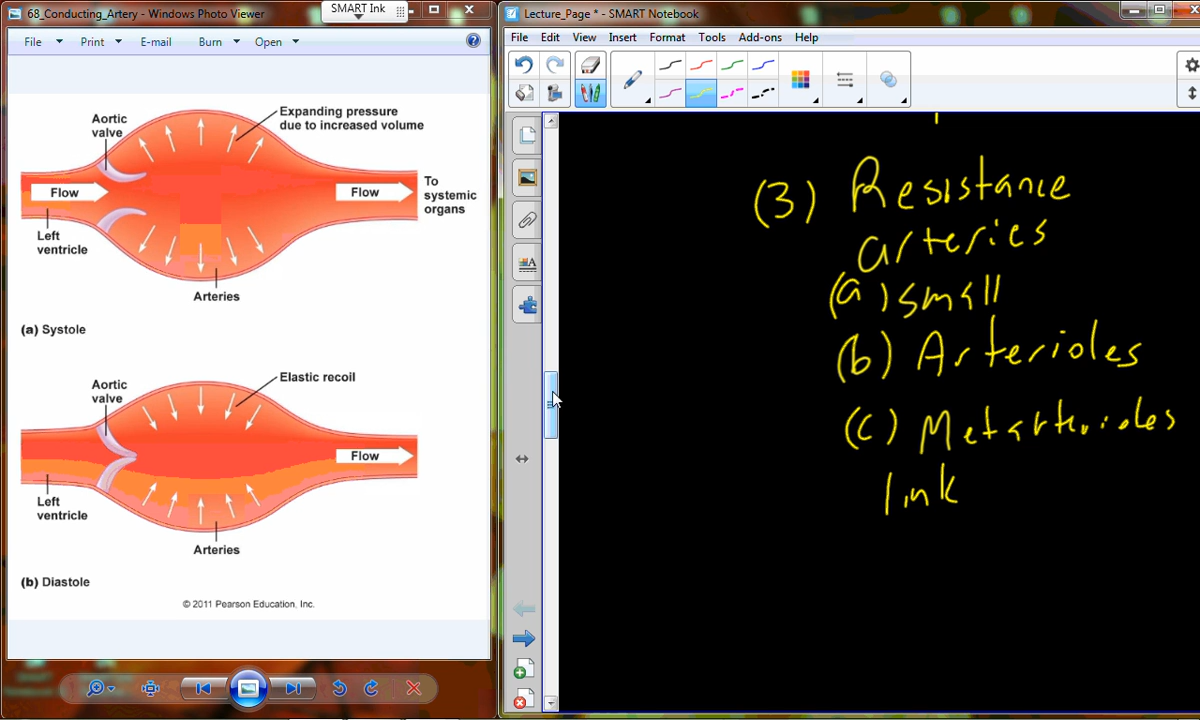 68_Conducting_Artery - Windows Photo Viewer
SMART Ink
File Print E-mail Burn Open
Aortic
valve
Expanding pressure
due to increased volume
Flow
Flow
To
systemic
organs
Left
ventricle
Arteries
(a) Systole
Aortic
valve
Elastic recoil
Flow
Left
ventricle
Arteries
(b) Diastole
© 2011 Pearson Education, Inc.
Lecture_Page * - SMART Notebook
File Edit View Insert Format Tools Add-ons Help
(3) Resistance
arteries
(a) small
(b) Arterioles
(c) Metarterioles
link